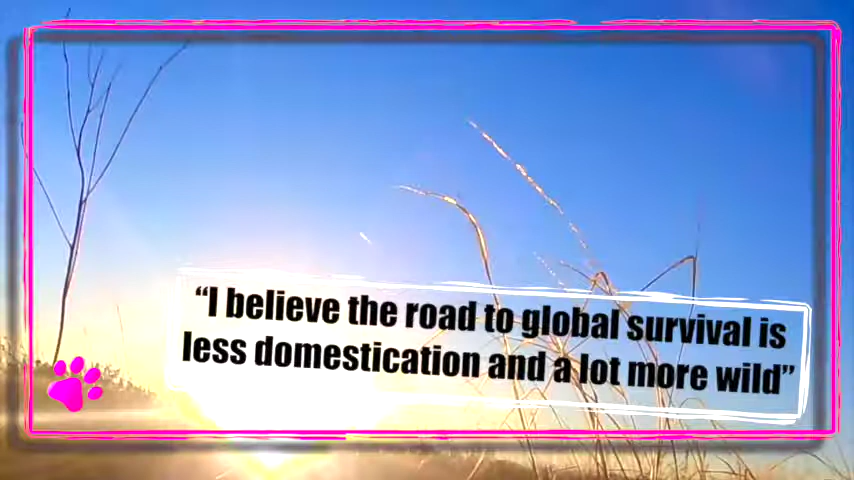 “I believe the road to global survival is
less domestication and a lot more wild”